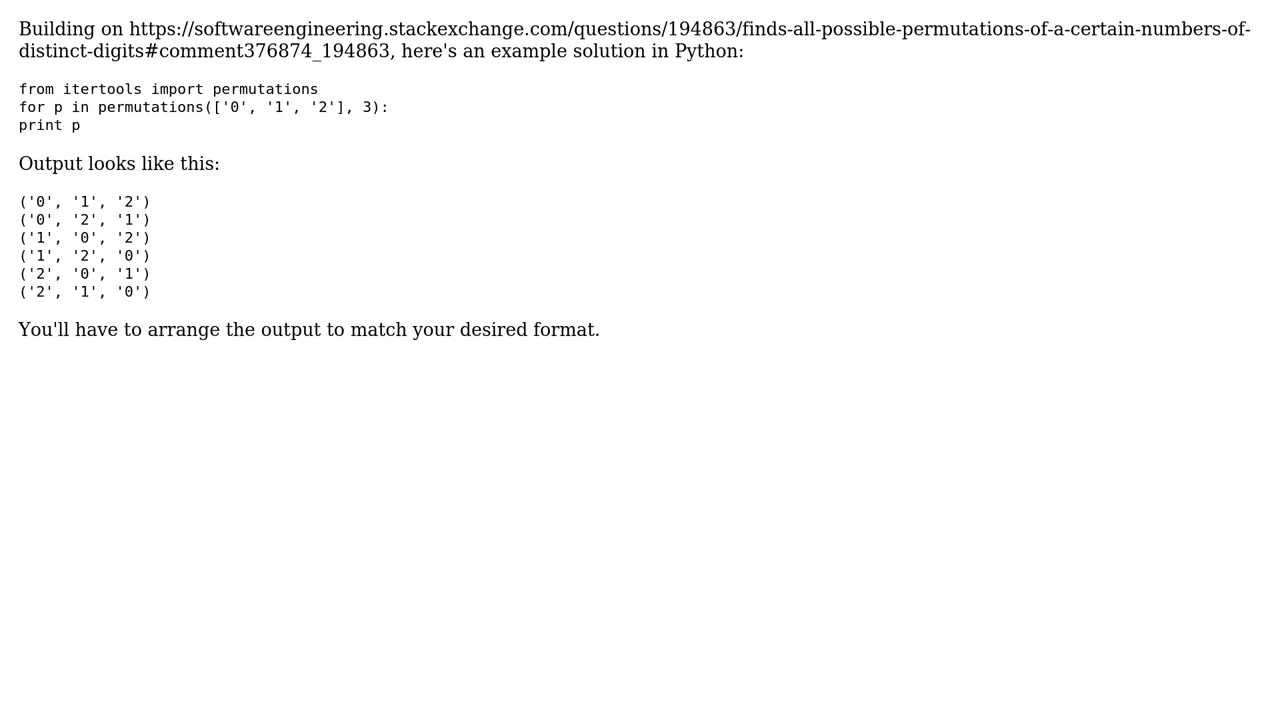 Building on https://softwareengineering.stackexchange.com/questions/194863/finds-all-possible-permutations-of-a-certain-numbers-of-
distinct-digits#comment376874_194863, here's an example solution in Python:
from itertools import permutations
for p in permutations(['0', '1', '2'], 3):
print p
Output looks like this:
('0', '1', '2')
('0', '2', '1')
('1', '0', '2')
('1', '2', '0')
('2', '0', '1')
('2', '1', '0')
You'll have to arrange the output to match your desired format.